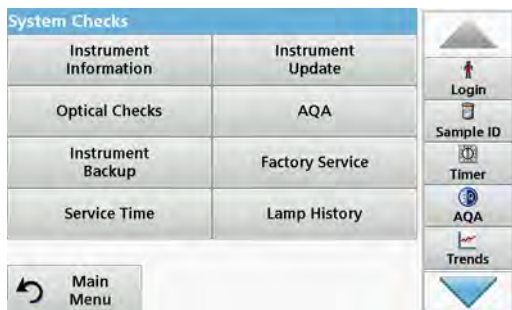 System Checks
Instrument
Information
Instrument
Update
Optical Checks
AQA
Instrument
Backup
Factory Service
Service Time
Lamp History
Main
Menu
Login
Sample ID
Timer
AQA
Trends